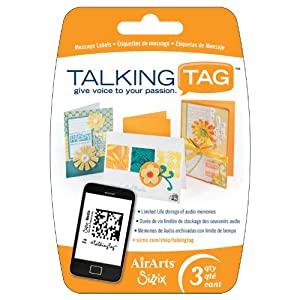 Message Labels • Étiquettes de message • Etiquetas de Mensaje
TALKING TAG™
give voice to your passion.
• Limited Life storage of audio memories
• Durée de vie limitée de stockage des souvenirs audio
• Memorias de Audio archivadas con límite de tiempo
• sizzix.com/shop/talkingtag
AirArts
Sizzix
3 qty
qté
cant